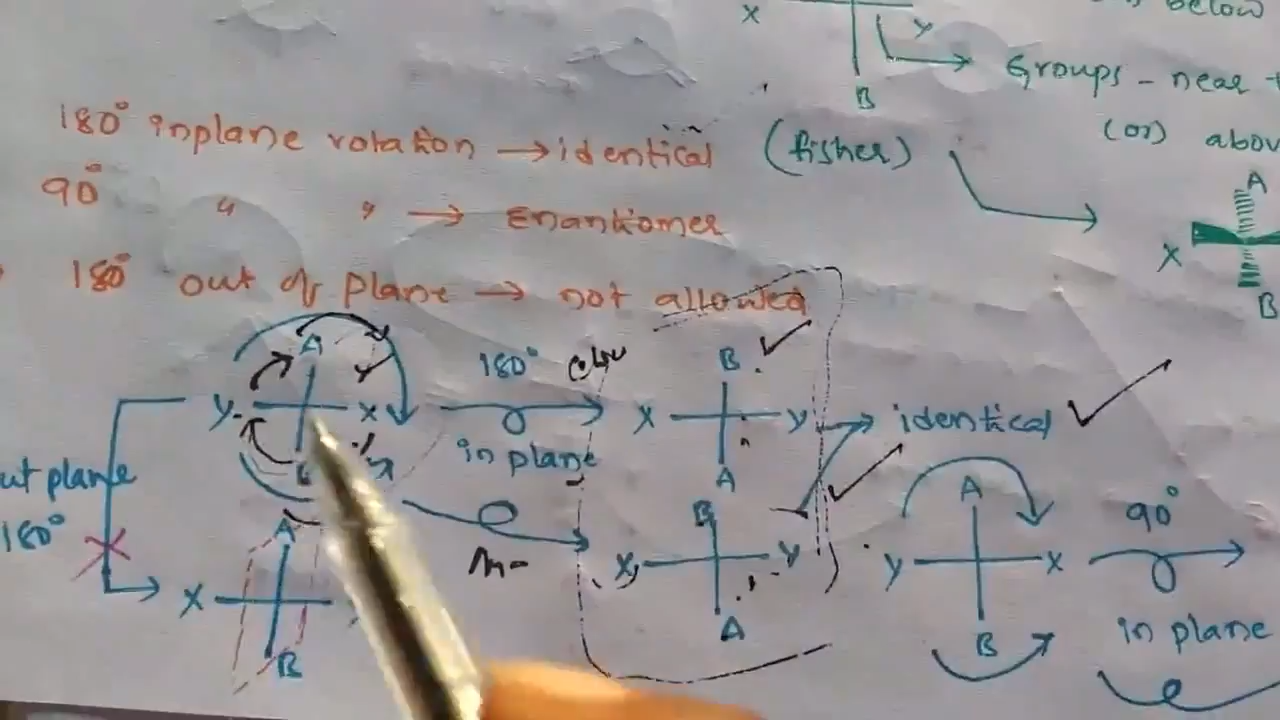 below
X
Y
B
Groups - near
(or) above
180° inplane rotation → identical (fisher)
90° " " → Enantiomer
180° out of plane → not allowed
A
X
B
A
Y X
180° clw
in plane
B
X Y
A
identical
out plane
180°
B
X Y
A
A
X
B
A
Y X
B
90°
in plane